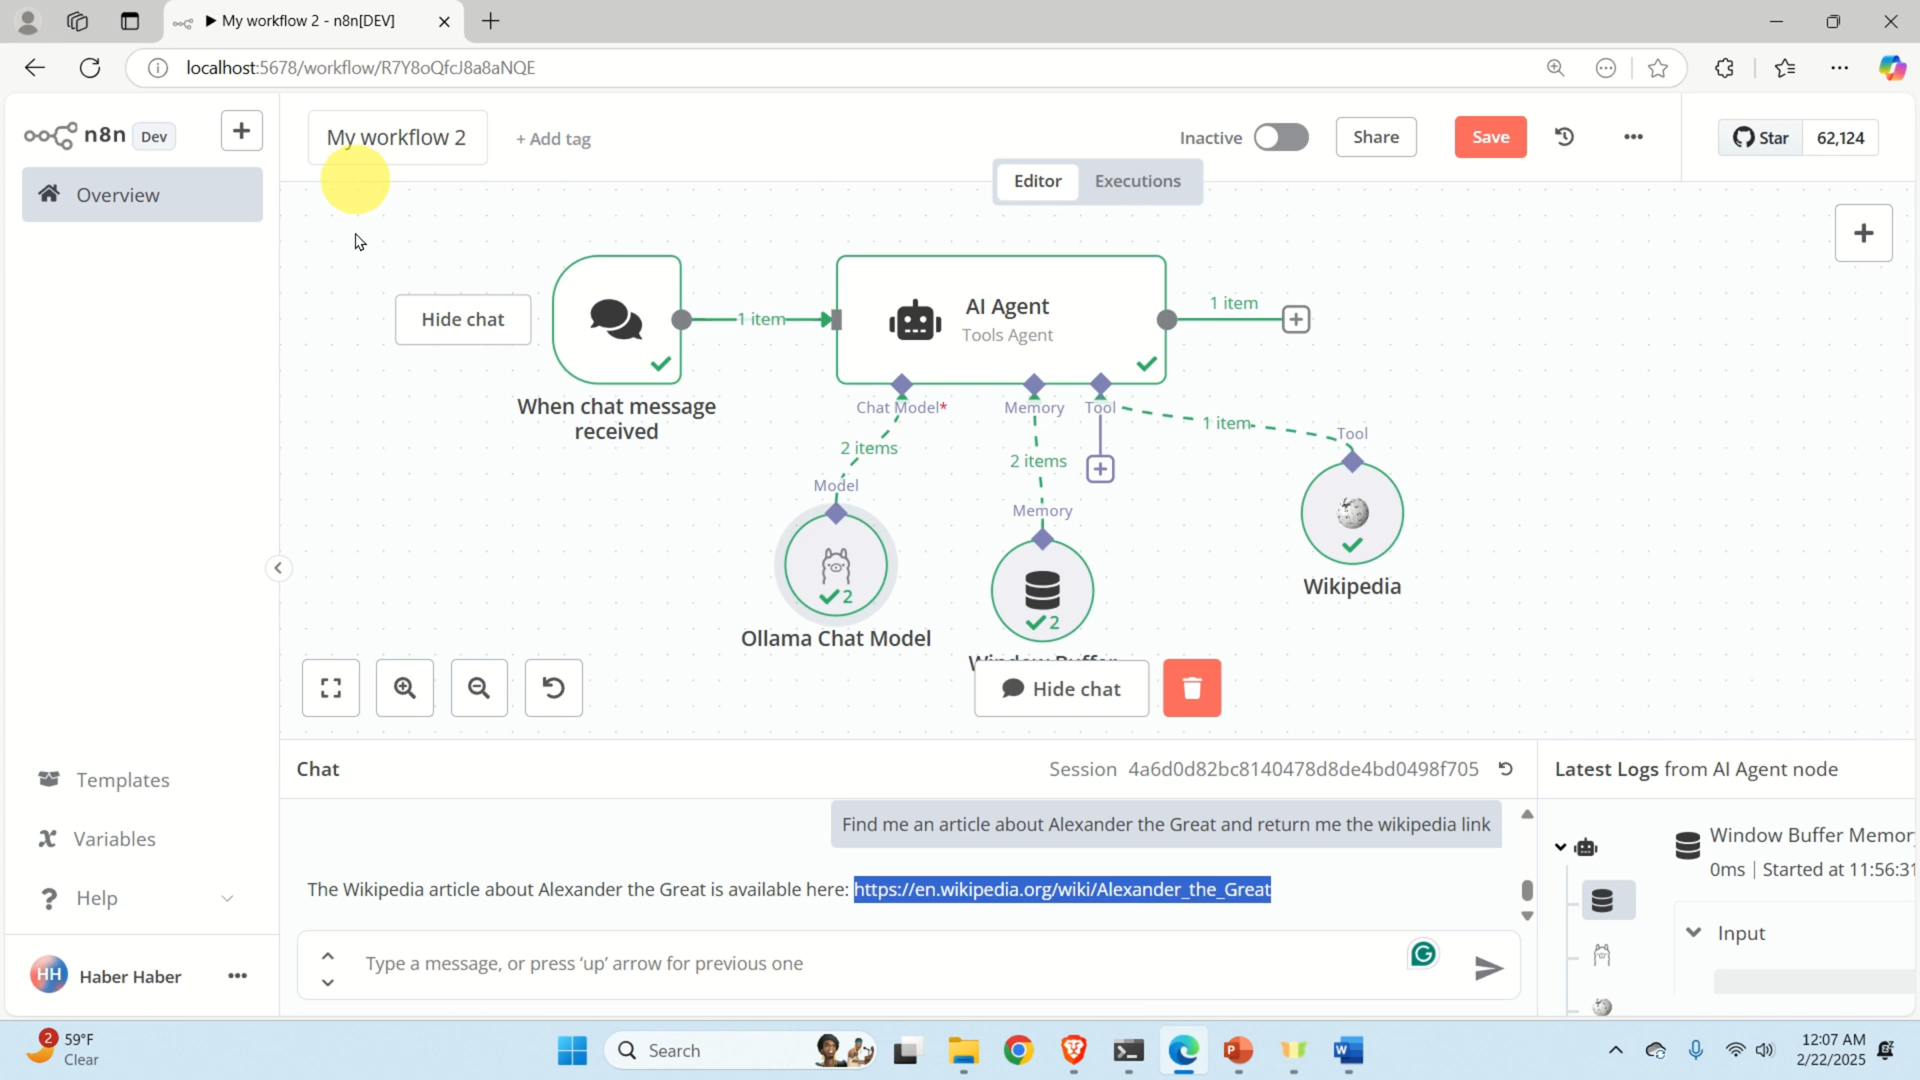 My workflow 2 - n8n[DEV]
localhost:5678/workflow/R7Y8oQfcJ8a8aNQE
n8n Dev
My workflow 2
+ Add tag
Inactive
Share
Save
Star 62,124
Overview
Editor Executions
Hide chat
1 item
AI Agent
Tools Agent
1 item
When chat message
received
Chat Model*
Memory
Tool
2 items
2 items
1 item
Tool
Model
Memory
2
2
Ollama Chat Model
Wikipedia
Hide chat
Templates
Variables
Help
Haber Haber
HH
Chat
Session 4a6d0d82bc8140478d8de4bd0498f705
Latest Logs from AI Agent node
Find me an article about Alexander the Great and return me the wikipedia link
The Wikipedia article about Alexander the Great is available here: https://en.wikipedia.org/wiki/Alexander_the_Great
Type a message, or press ‘up’ arrow for previous one
Window Buffer Memor
0ms | Started at 11:56:31
Input
2
59°F
Clear
Search
12:07 AM
2/22/2025